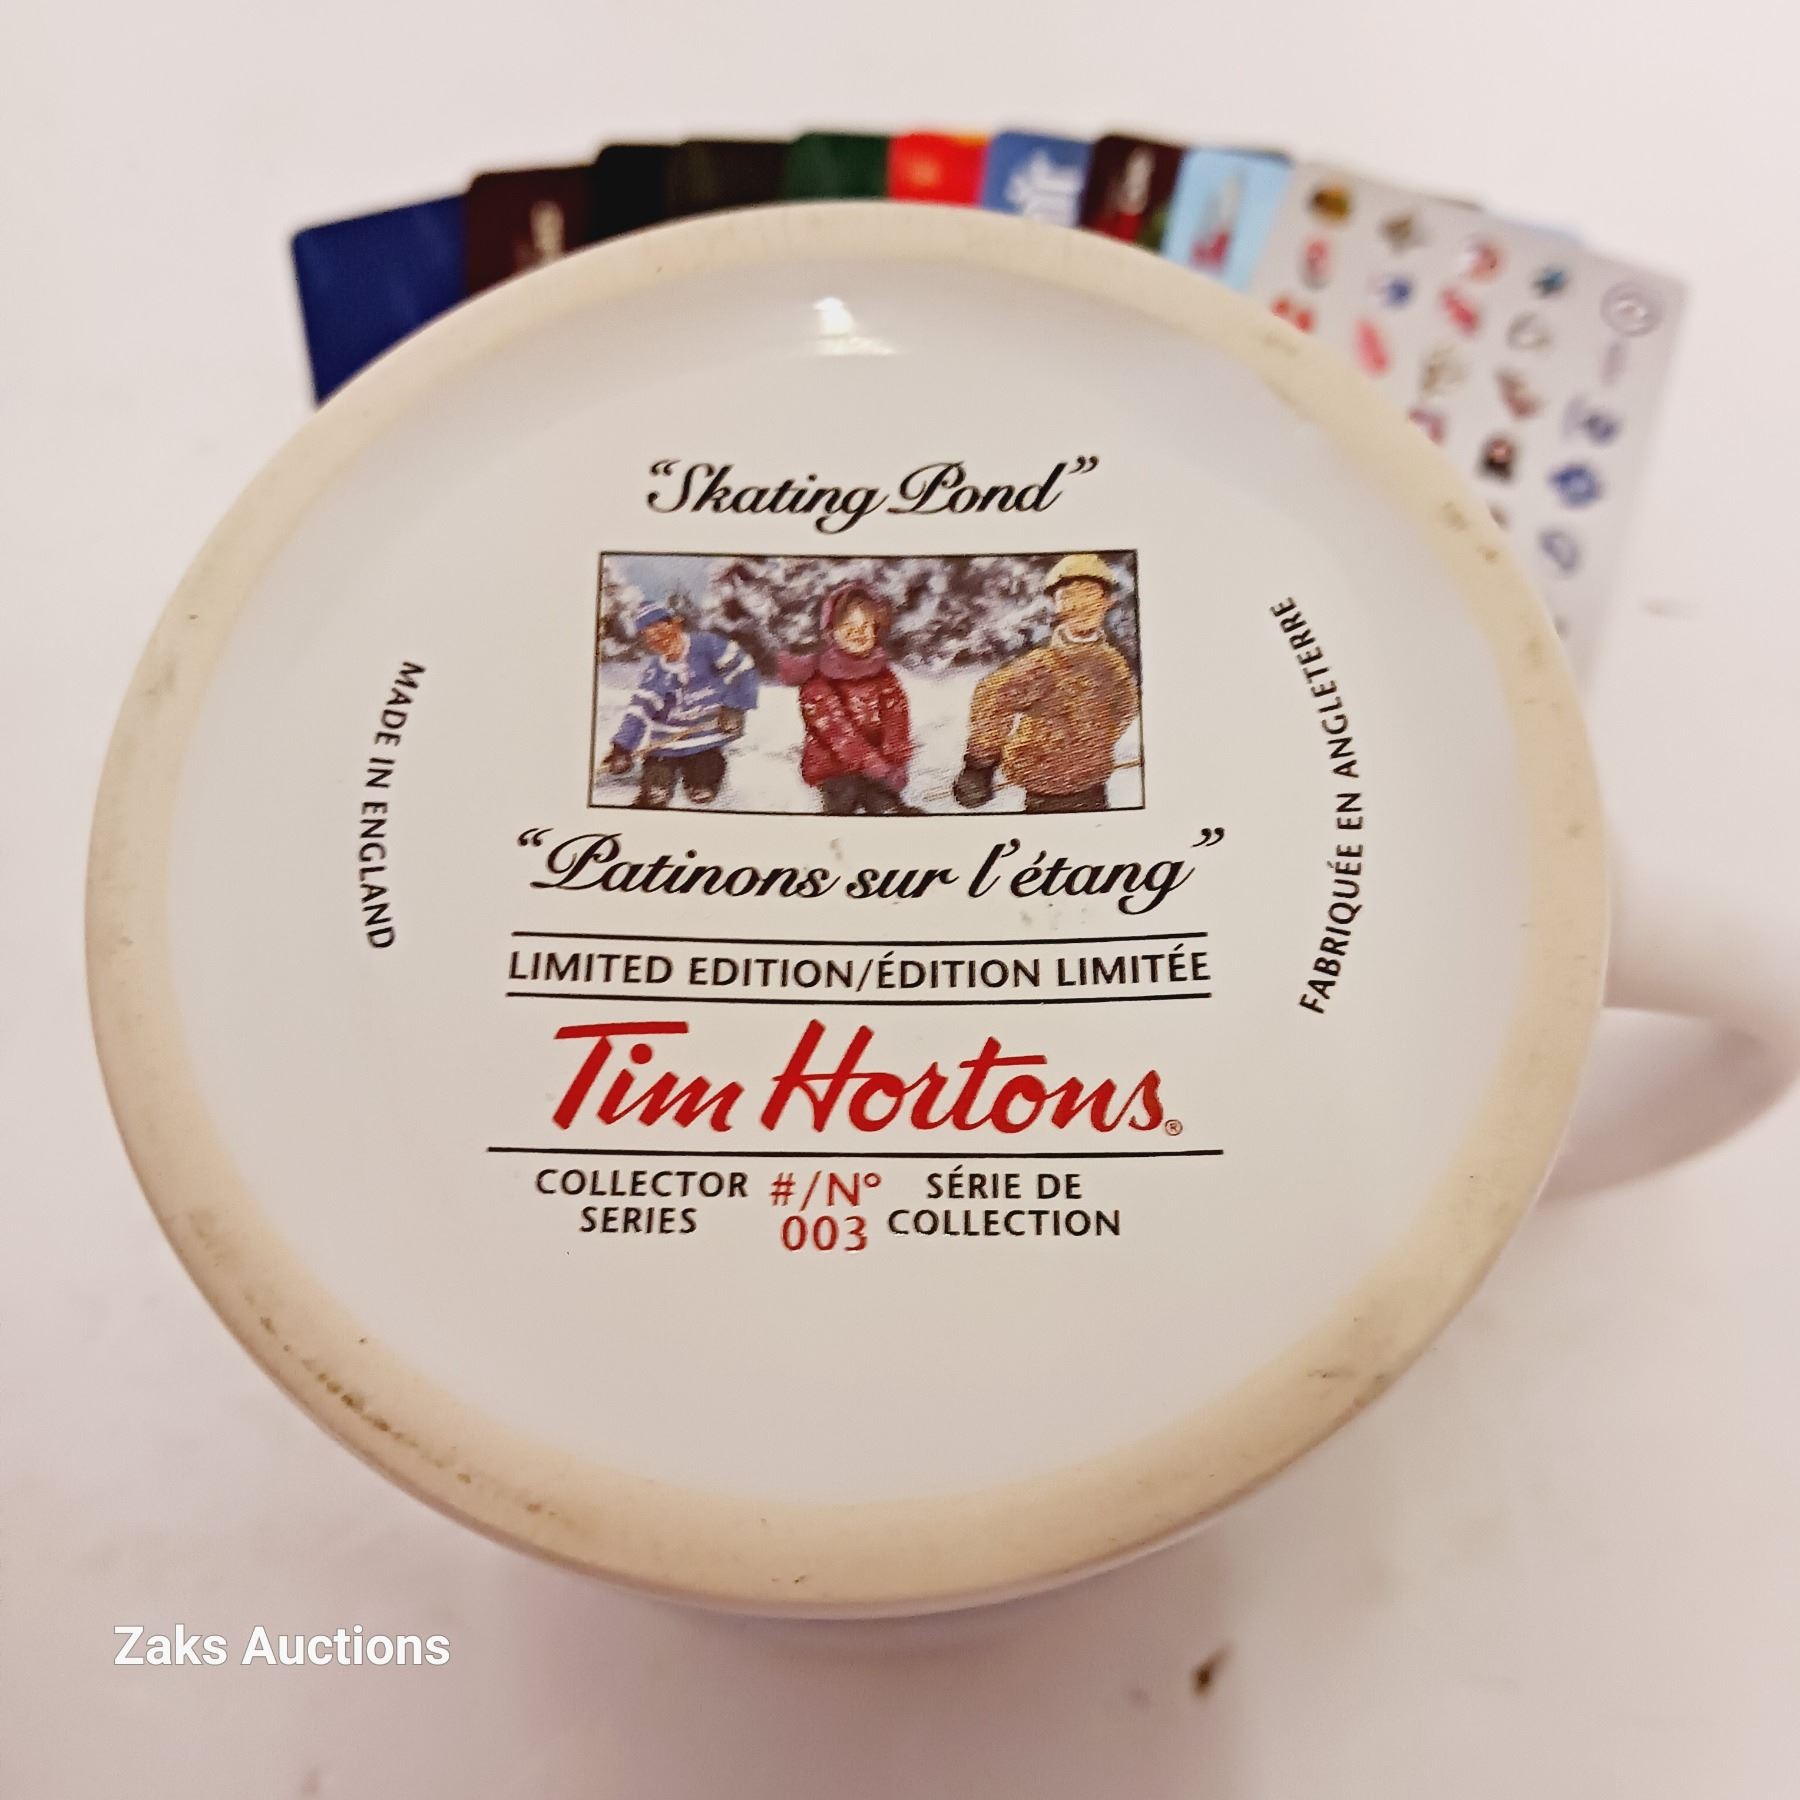 “Skating Pond”
“Patinons sur l’étang”
MADE IN ENGLAND
FABRIQUÉE EN ANGLETERRE
LIMITED EDITION/ÉDITION LIMITÉE
Tim Hortons®
COLLECTOR SERIES
#/Nº 003
SÉRIE DE COLLECTION
Zaks Auctions